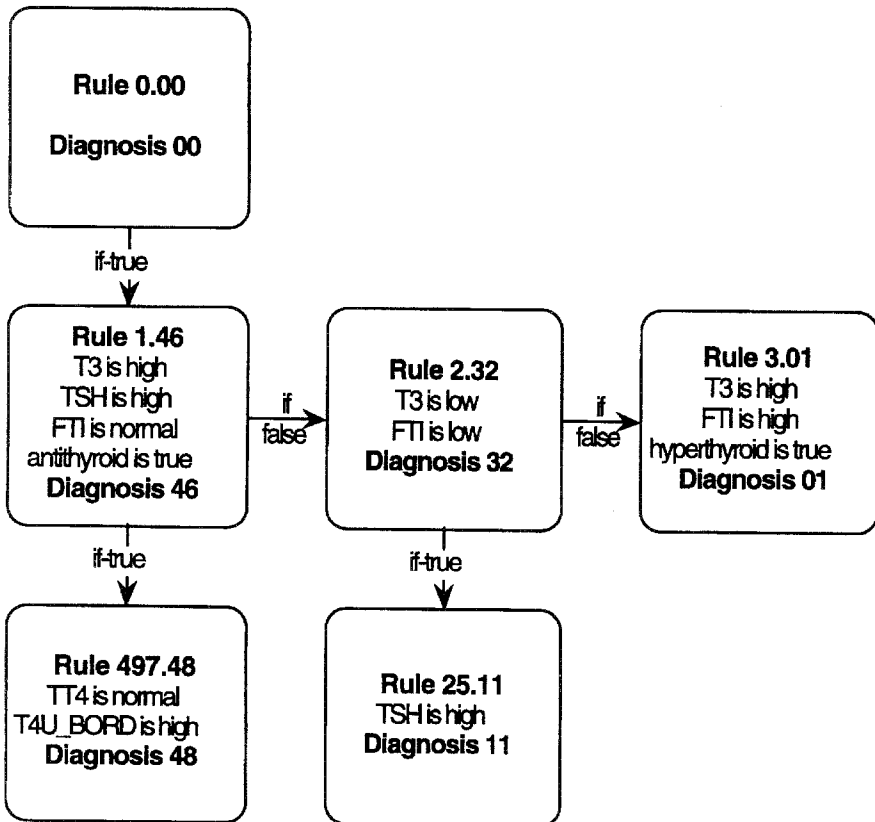 Rule 0.00
Diagnosis 00
if-true
Rule 1.46
T3 is high
TSH is high
FTI is normal
antithyroid is true
Diagnosis 46
if
false
Rule 2.32
T3 is low
FTI is low
Diagnosis 32
if
false
Rule 3.01
T3 is high
FTI is high
hyperthyroid is true
Diagnosis 01
if-true
if-true
Rule 497.48
TT4 is normal
T4U_BORD is high
Diagnosis 48
Rule 25.11
TSH is high
Diagnosis 11